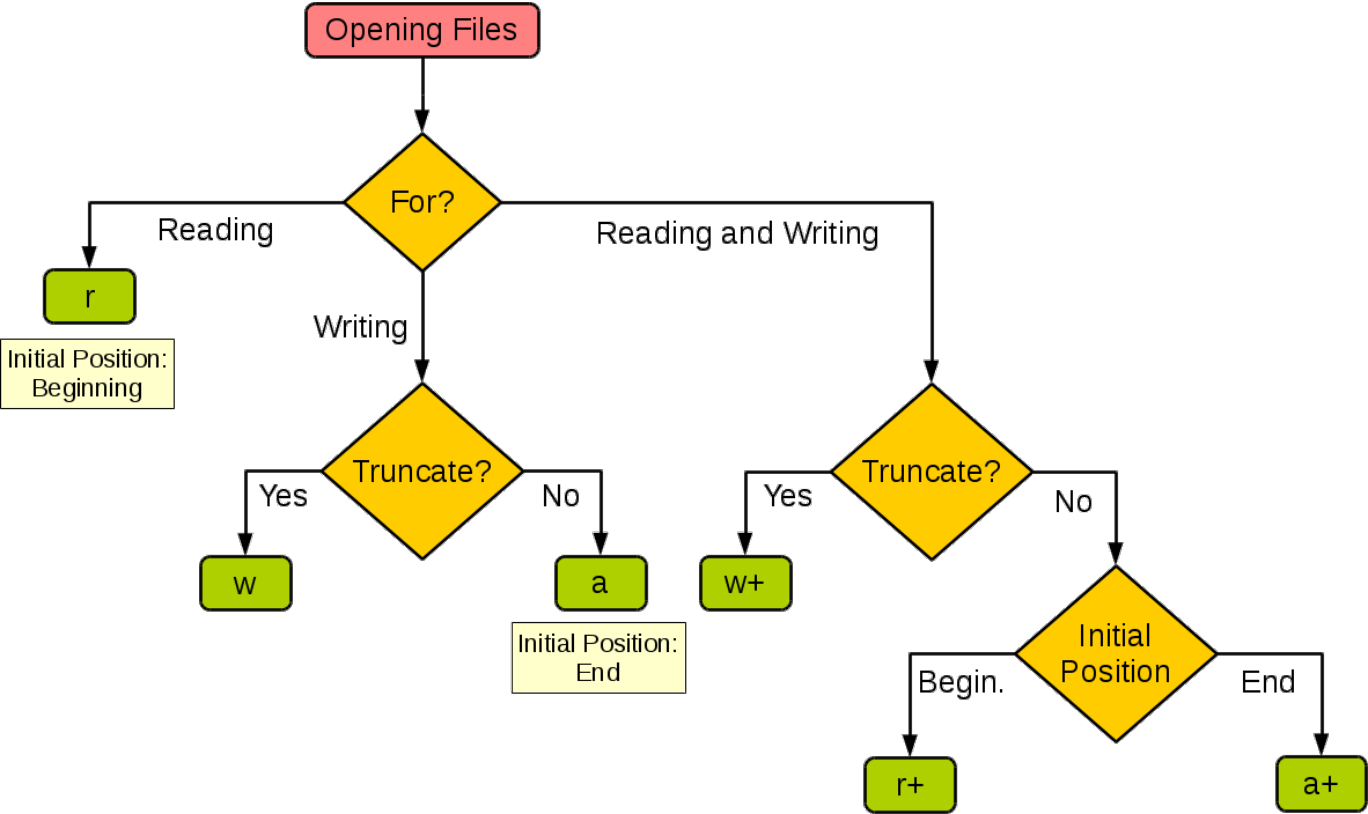 Opening Files
For?
Reading
Reading and Writing
r
Writing
Initial Position:
Beginning
Truncate?
Yes
No
w
a
Initial Position:
End
Truncate?
Yes
No
w+
Initial
Position
Begin.
End
r+
a+